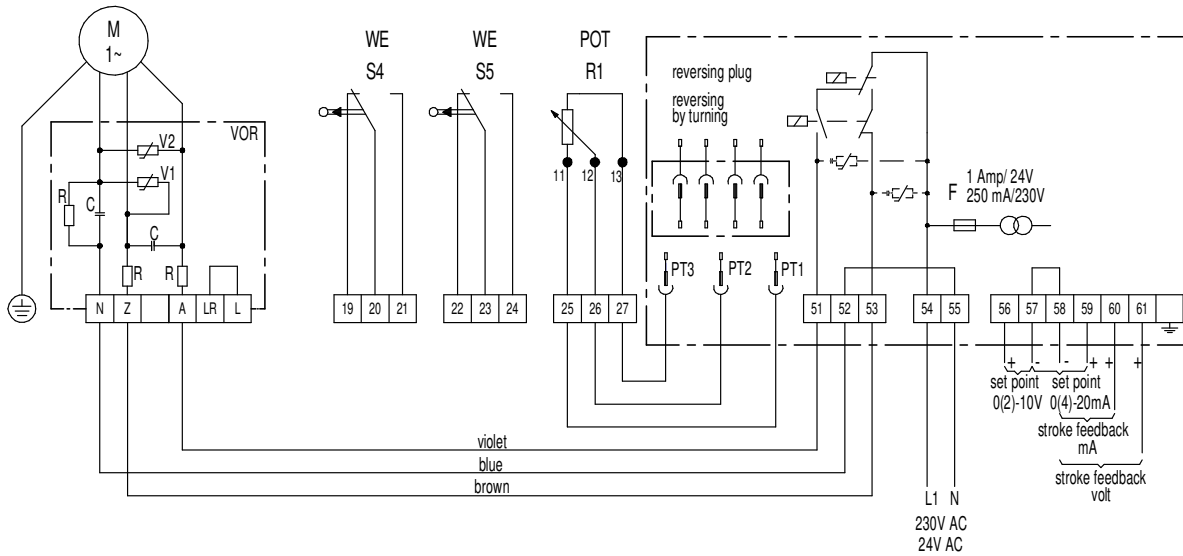 M
1~
WE
S4
WE
S5
POT
R1
reversing plug
reversing
by turning
VOR
V2
V1
R
C
C
R
R
11
12
13
F
1 Amp/ 24V
250 mA/230V
PT3
PT2
PT1
N
Z
A
LR
L
19
20
21
22
23
24
25
26
27
51
52
53
54
55
56
57
58
59
60
61
+
-
-
+
+
+
set point
0(2)-10V
set point
0(4)-20mA
stroke feedback
mA
stroke feedback
volt
violet
blue
brown
L1 N
230V AC
24V AC